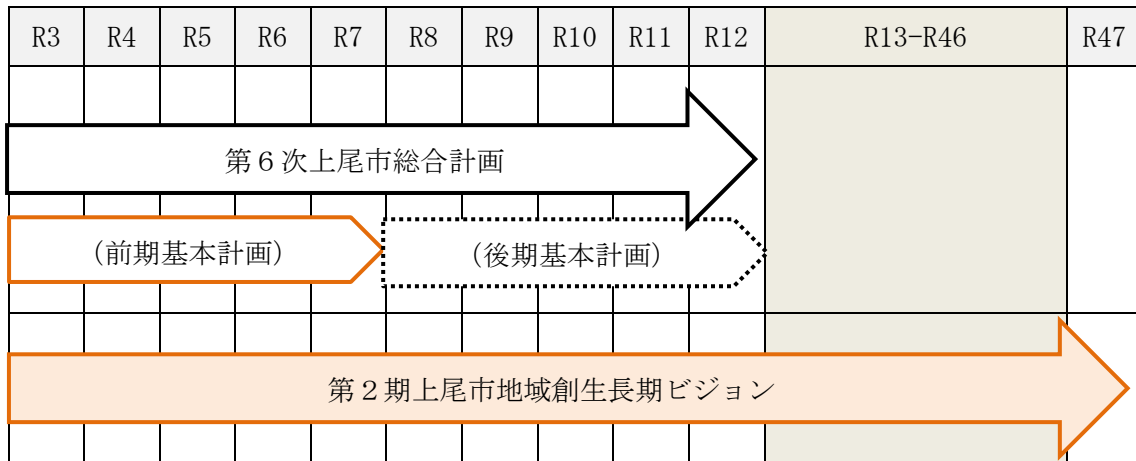 R3 R4 R5 R6 R7 R8 R9 R10 R11 R12 R13-R46 R47
第６次上尾市総合計画
(前期基本計画) (後期基本計画)
第２期上尾市地域創生長期ビジョン